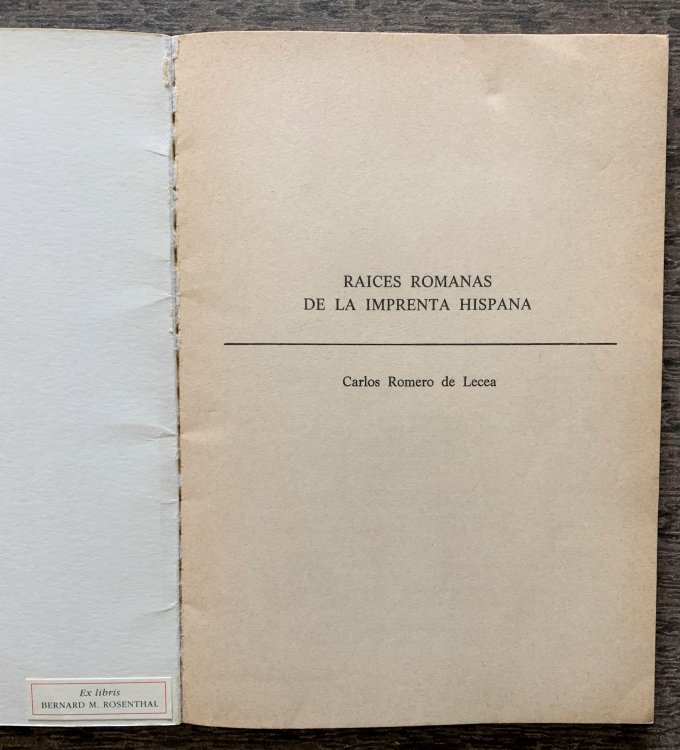 RAICES ROMANAS
DE LA IMPRENTA HISPANA
Carlos Romero de Lecea
Ex libris
BERNARD M. ROSENTHAL